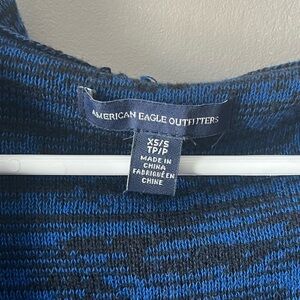 AMERICAN EAGLE OUTFITTERS
XS/S
TP/P
MADE IN
CHINA
FABRIQUÉ EN
CHINE